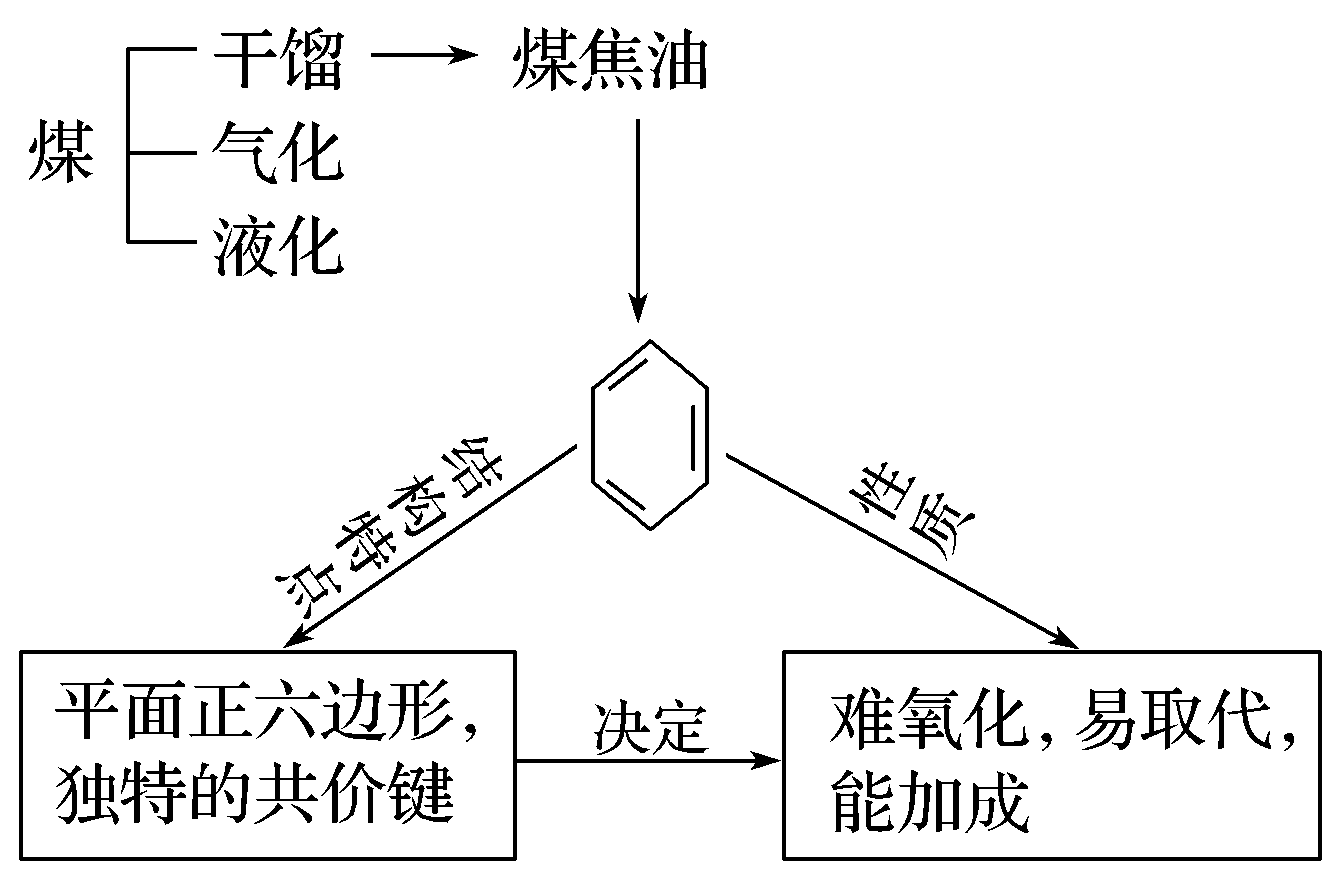 干馏
煤焦油
煤
气化
液化
结构特点
性质
平面正六边形,
独特的共价键
决定
难氧化, 易取代,
能加成